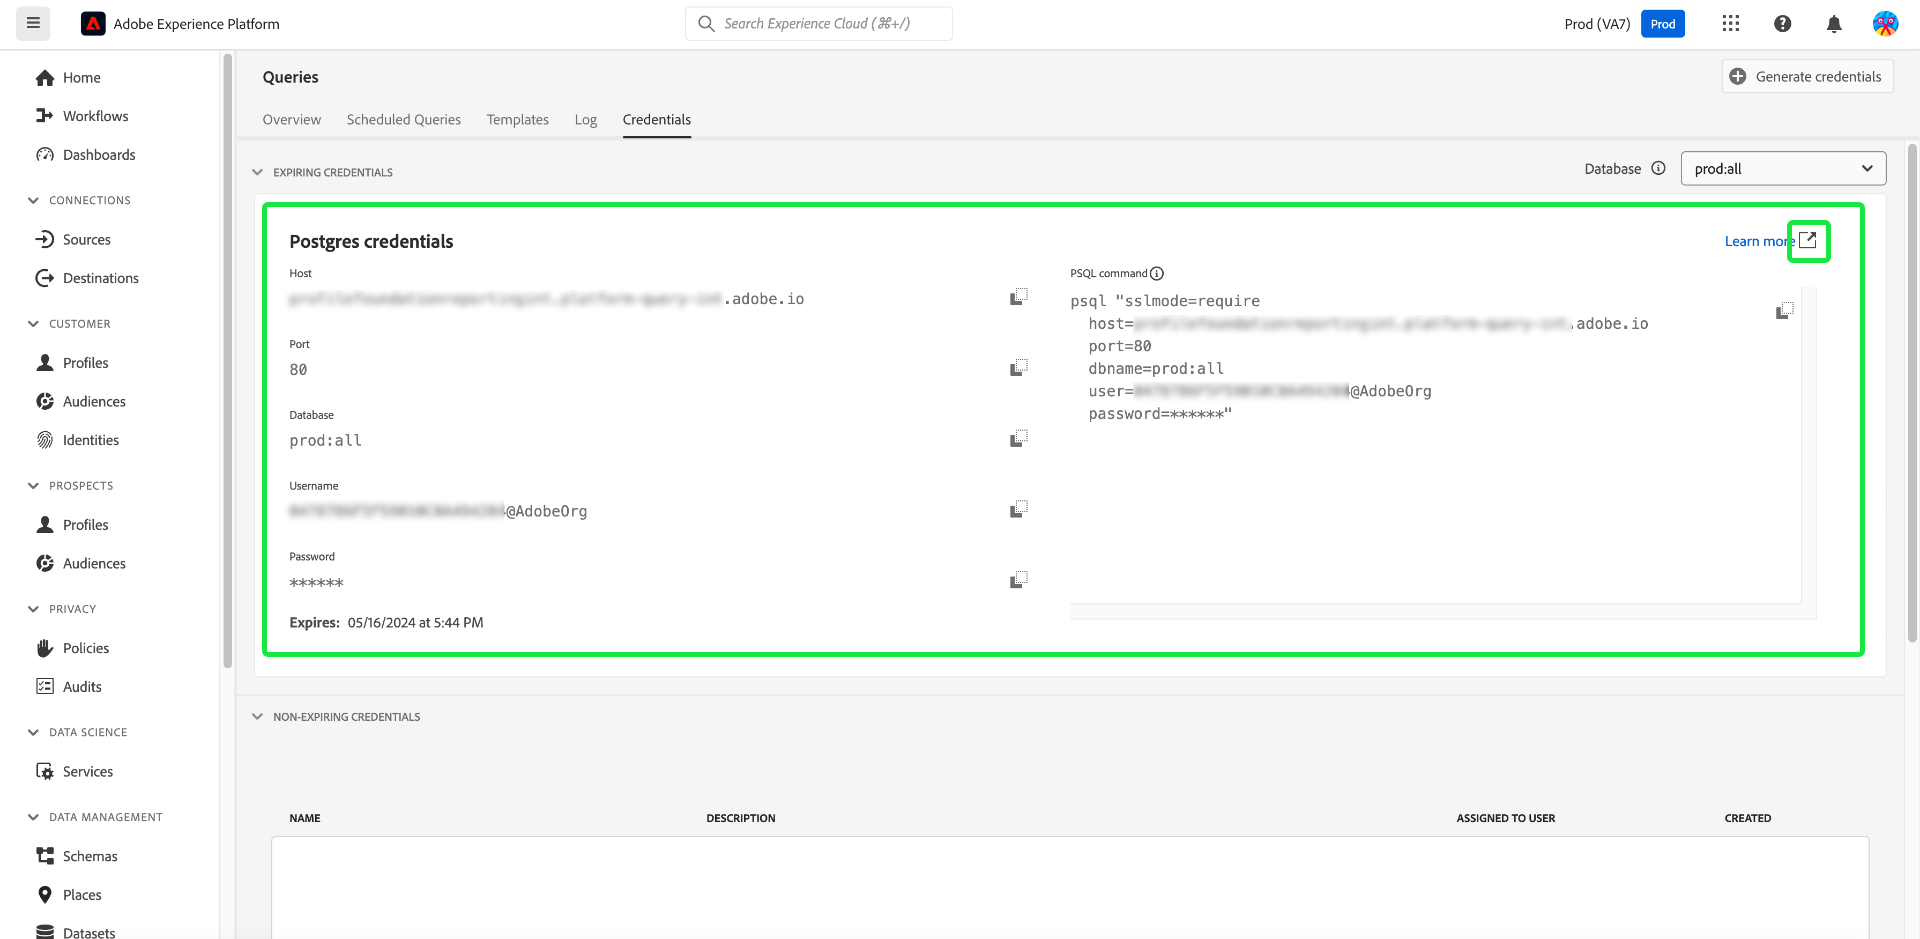 Adobe Experience Platform
Search Experience Cloud (⌘+/)
Prod (VA7)
Prod
Home
Workflows
Dashboards
CONNECTIONS
Sources
Destinations
CUSTOMER
Profiles
Audiences
Identities
PROSPECTS
Profiles
Audiences
PRIVACY
Policies
Audits
DATA SCIENCE
Services
DATA MANAGEMENT
Schemas
Places
Datasets
Queries
Generate credentials
Overview Scheduled Queries Templates Log Credentials
EXPIRING CREDENTIALS
Database
prod:all
Postgres credentials
Learn more
Host
.adobe.io
Port
80
Database
prod:all
Username
@AdobeOrg
Password
******
Expires: 05/16/2024 at 5:44 PM
PSQL command
psql "sslmode=require
host= .adobe.io
port=80
dbname=prod:all
user= @AdobeOrg
password=******"
NON-EXPIRING CREDENTIALS
NAME DESCRIPTION ASSIGNED TO USER CREATED